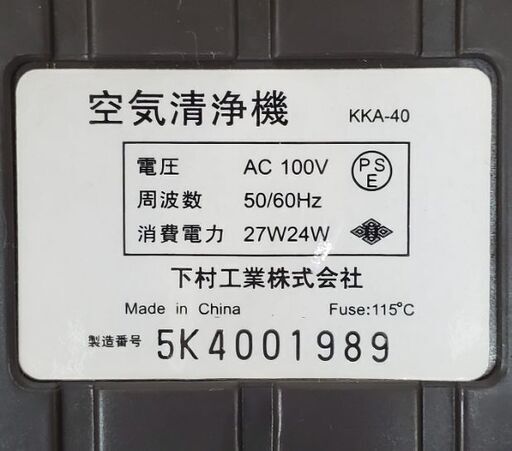 空気清浄機 KKA-40
電圧 AC 100V
周波数 50/60Hz
消費電力 27W24W
PS
E
下村工業株式会社
Made in China Fuse:115°C
製造番号 5K4001989